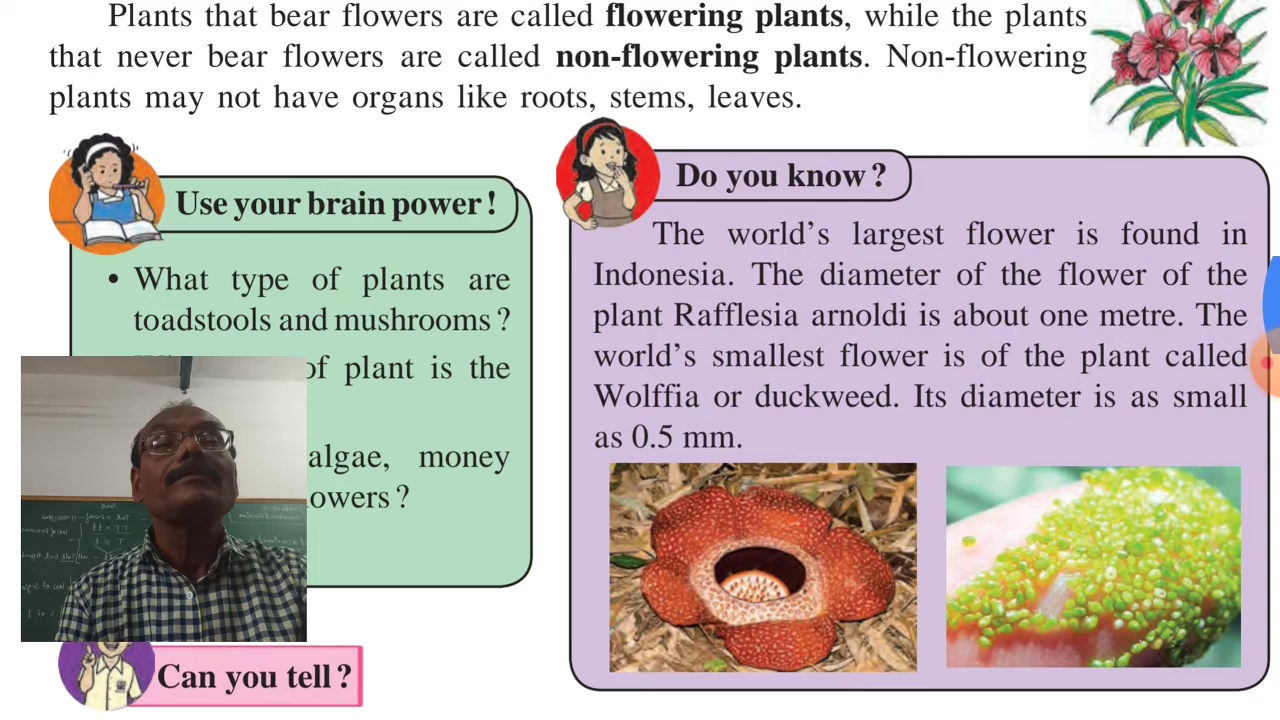 Plants that bear flowers are called flowering plants, while the plants
that never bear flowers are called non-flowering plants. Non-flowering
plants may not have organs like roots, stems, leaves.
Use your brain power !
• What type of plants are
toadstools and mushrooms ?
of plant is the
algae, money
Do you know ?
The world's largest flower is found in
Indonesia. The diameter of the flower of the
plant Rafflesia arnoldi is about one metre. The
world's smallest flower is of the plant called
Wolffia or duckweed. Its diameter is as small
as 0.5 mm.
Can you tell ?